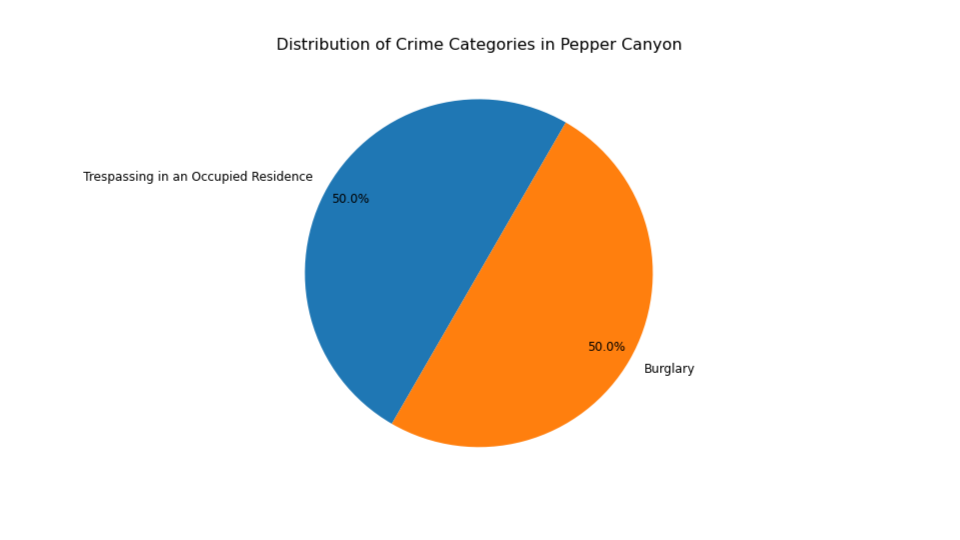 Distribution of Crime Categories in Pepper Canyon
Trespassing in an Occupied Residence
50.0%
50.0%
Burglary